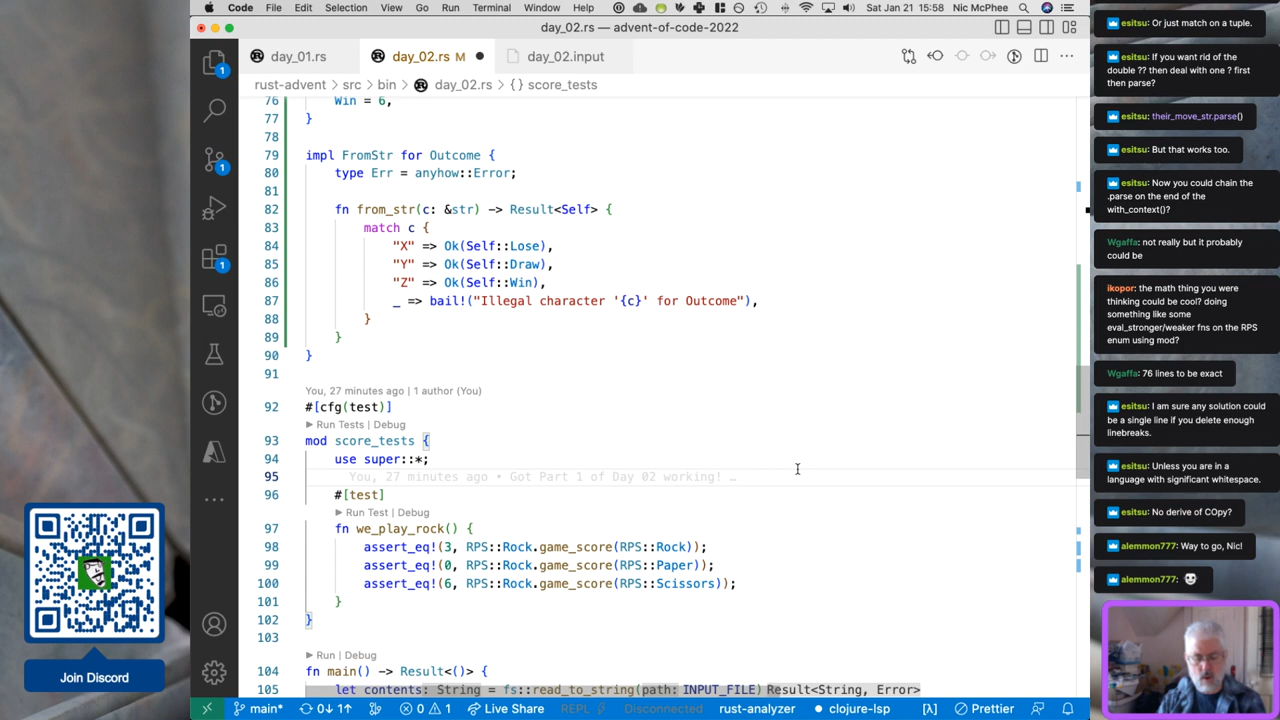 Code File Edit Selection View Go Run Terminal Window Help
Sat Jan 21 15:58 Nic McPhee
day_02.rs — advent-of-code-2022
day_01.rs
day_02.rs M
day_02.input
rust-advent › src › bin › day_02.rs › {} score_tests
76 Win = 6,
77 }
78
79 impl FromStr for Outcome {
80 type Err = anyhow::Error;
81
82 fn from_str(c: &str) -> Result<Self> {
83 match c {
84 "X" => Ok(Self::Lose),
85 "Y" => Ok(Self::Draw),
86 "Z" => Ok(Self::Win),
87 _ => bail!("Illegal character '{c}' for Outcome"),
88 }
89 }
90 }
91
You, 27 minutes ago | 1 author (You)
92 #[cfg(test)]
Run Tests | Debug
93 mod score_tests {
94 use super::*;
95 You, 27 minutes ago • Got Part 1 of Day 02 working! …
96 #[test]
Run Test | Debug
97 fn we_play_rock() {
98 assert_eq!(3, RPS::Rock.game_score(RPS::Rock));
99 assert_eq!(0, RPS::Rock.game_score(RPS::Paper));
100 assert_eq!(6, RPS::Rock.game_score(RPS::Scissors));
101 }
102 }
103
Run | Debug
104 fn main() -> Result<()> {
105 let contents: String = fs::read_to_string(path: INPUT_FILE) Result<String, Error>
main* 0↓ 1↑ 0 1 Live Share REPL Disconnected rust-analyzer clojure-lsp [λ] Prettier
1
1
1
Join Discord
esitsu: Or just match on a tuple.
esitsu: If you want rid of the
double ?? then deal with one ? first
then parse?
esitsu: their_move_str.parse()
esitsu: But that works too.
esitsu: Now you could chain the
.parse on the end of the
with_context()?
Wgaffa: not really but it probably
could be
ikopor: the math thing you were
thinking could be cool? doing
something like some
eval_stronger/weaker fns on the RPS
enum using mod?
Wgaffa: 76 lines to be exact
esitsu: I am sure any solution could
be a single line if you delete enough
linebreaks.
esitsu: Unless you are in a
language with significant whitespace.
esitsu: No derive of COpy?
alemmon777: Way to go, Nic!
alemmon777: